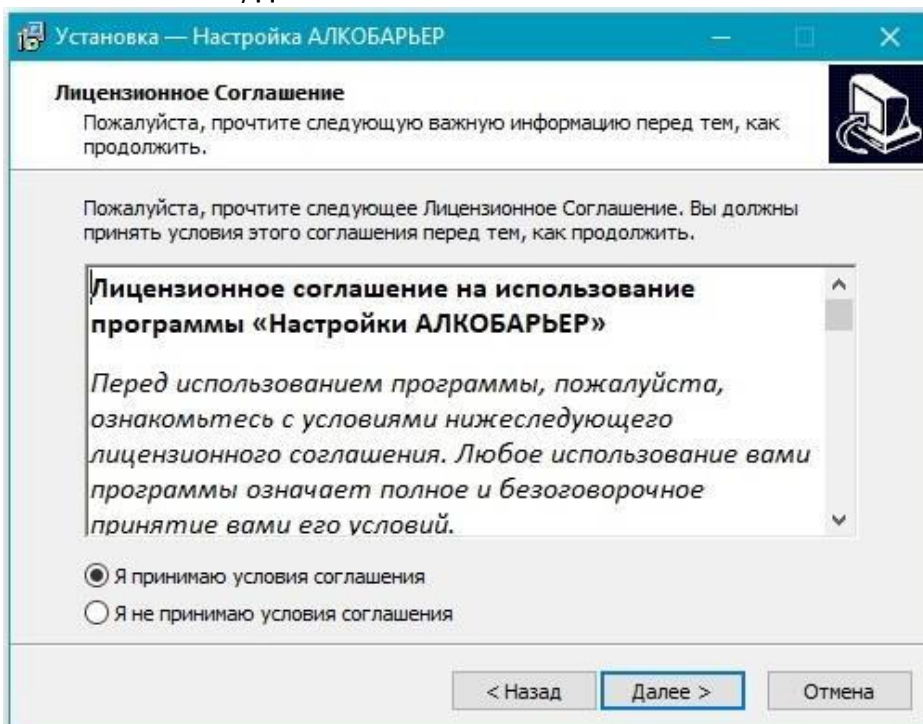 Установка — Настройка АЛКОБАРЬЕР
Лицензионное Соглашение
Пожалуйста, прочтите следующую важную информацию перед тем, как
продолжить.
Пожалуйста, прочтите следующее Лицензионное Соглашение. Вы должны
принять условия этого соглашения перед тем, как продолжить.
Лицензионное соглашение на использование
программы «Настройки АЛКОБАРЬЕР»
Перед использованием программы, пожалуйста,
ознакомьтесь с условиями нижеследующего
лицензионного соглашения. Любое использование вами
программы означает полное и безоговорочное
принятие вами его условий.
Я принимаю условия соглашения
Я не принимаю условия соглашения
< Назад Далее > Отмена